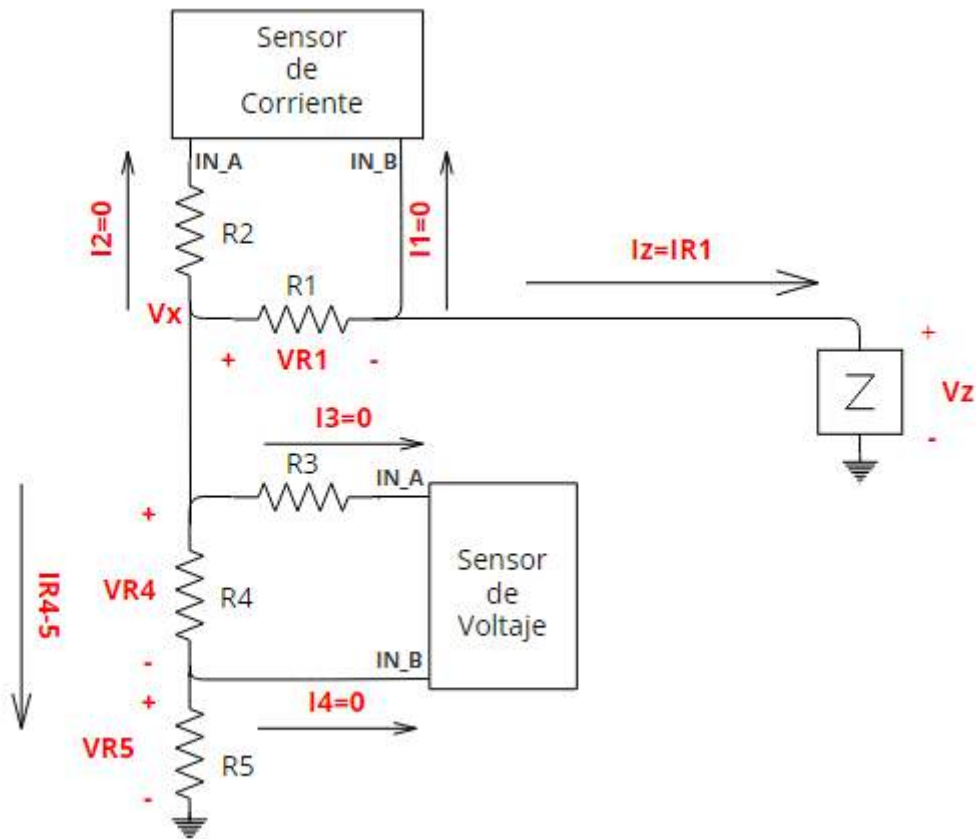 Sensor
de
Corriente
IN_A
IN_B
I2=0
R2
I1=0
Iz=IR1
R1
Vx
+ VR1 -
+
Z
Vz
-
I3=0
R3
IN_A
+
VR4
R4
-
Sensor
de
Voltaje
IN_B
IR4-5
+
I4=0
VR5
R5
-